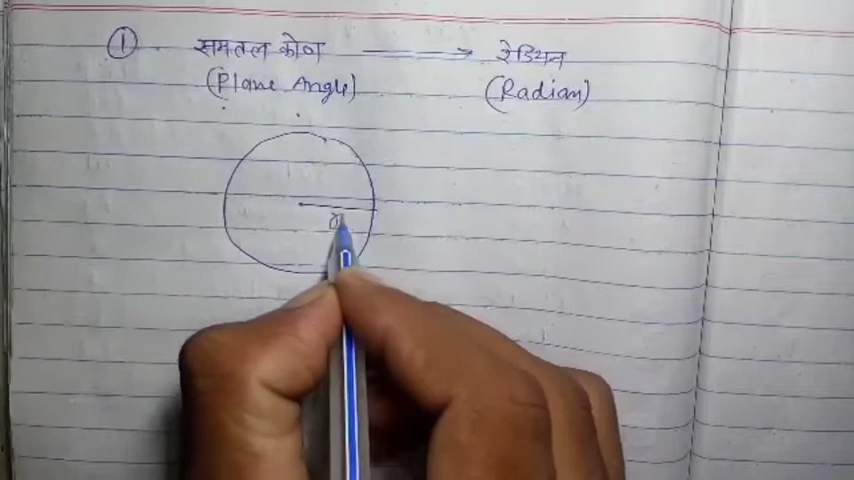 ① समतल कोण → रेडियन
(Plane Angle) (Radian)
r